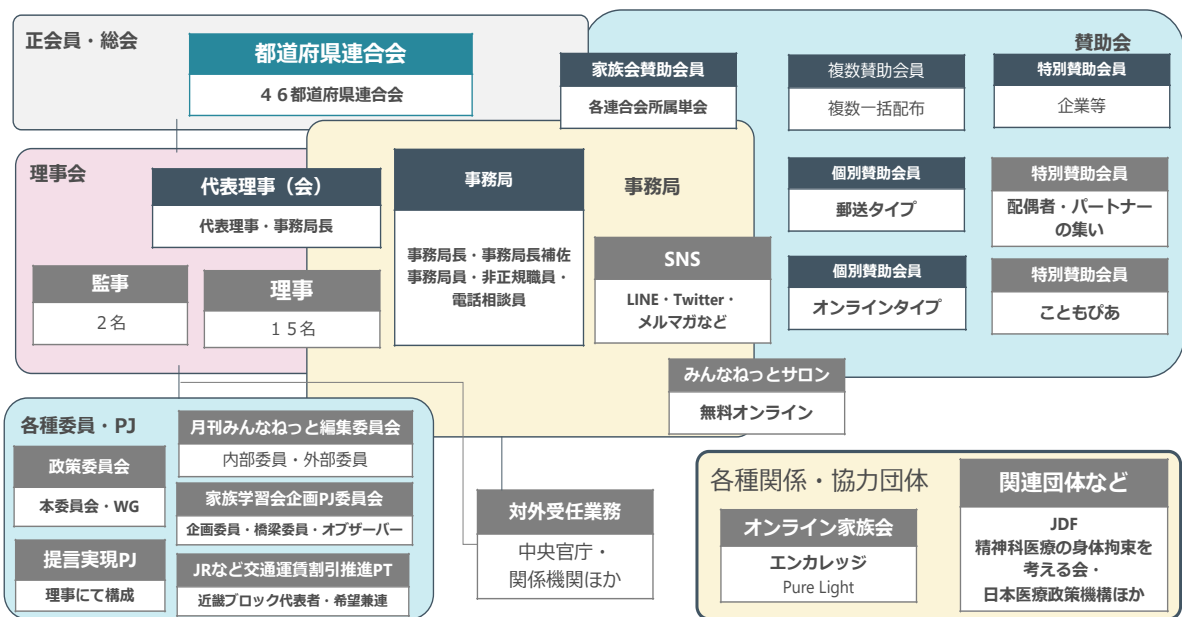 正会員・総会
都道府県連合会
４６都道府県連合会
賛助会
家族会賛助会員
各連合会所属単会
複数賛助会員
複数一括配布
特別賛助会員
企業等
個別賛助会員
郵送タイプ
特別賛助会員
配偶者・パートナー
の集い
個別賛助会員
オンラインタイプ
特別賛助会員
こどもぴあ
理事会
代表理事（会）
代表理事・事務局長
監事
２名
理事
１５名
事務局
事務局
事務局長・事務局長補佐
事務局員・非正規職員・
電話相談員
SNS
LINE・Twitter・
メルマガなど
みんなねっとサロン
無料オンライン
各種委員・PJ
政策委員会
本委員会・WG
提言実現PJ
理事にて構成
月刊みんなねっと編集委員会
内部委員・外部委員
家族学習会企画PJ委員会
企画委員・橋梁委員・オブザーバー
JRなど交通運賃割引推進PT
近畿ブロック代表者・希望兼連
対外受任業務
中央官庁・
関係機関ほか
各種関係・協力団体
オンライン家族会
エンカレッジ
Pure Light
関連団体など
JDF
精神科医療の身体拘束を
考える会・
日本医療政策機構ほか